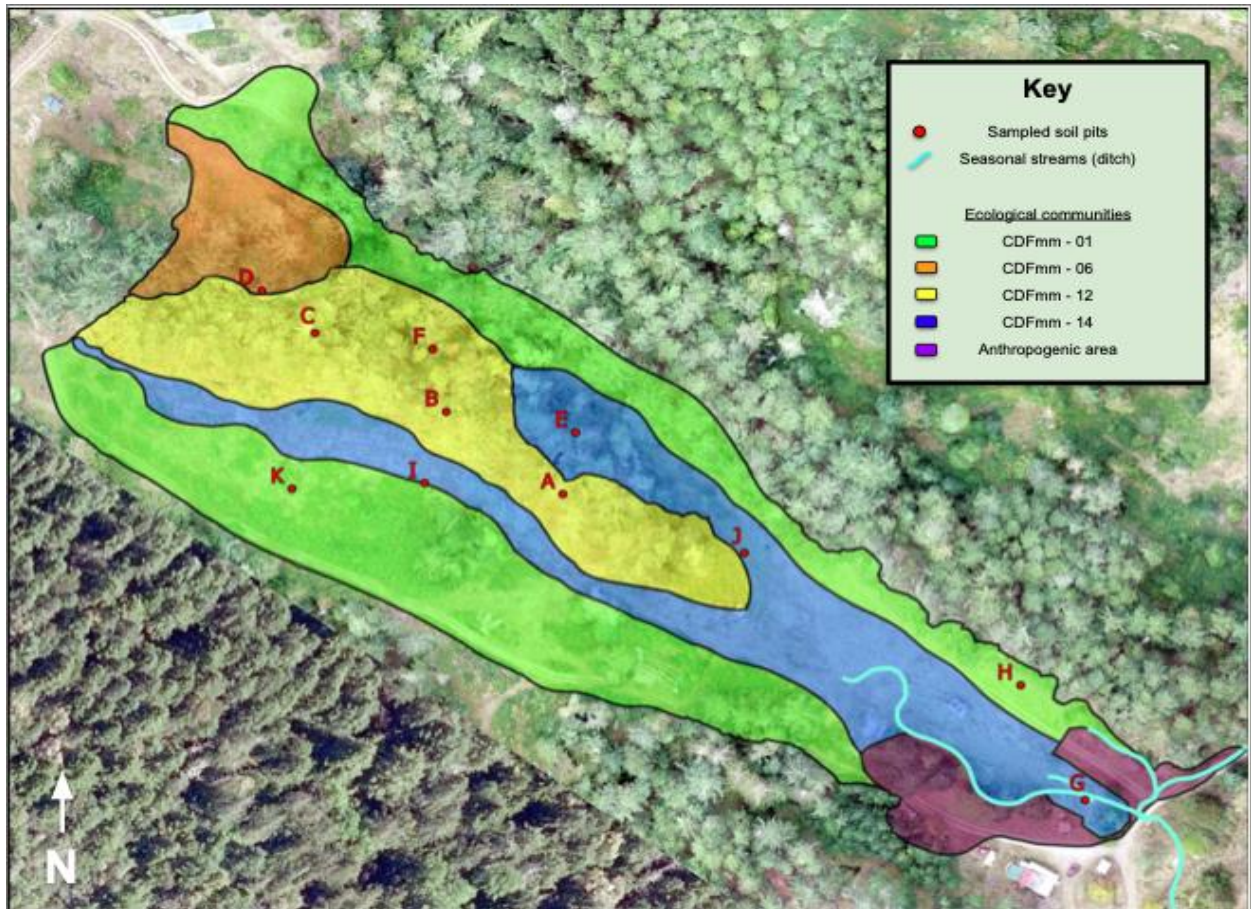 Key
Sampled soil pits
Seasonal streams (ditch)
Ecological communities
CDFmm - 01
CDFmm - 06
CDFmm - 12
CDFmm - 14
Anthropogenic area
D
C
F
B
E
K
I
A
J
H
G
N